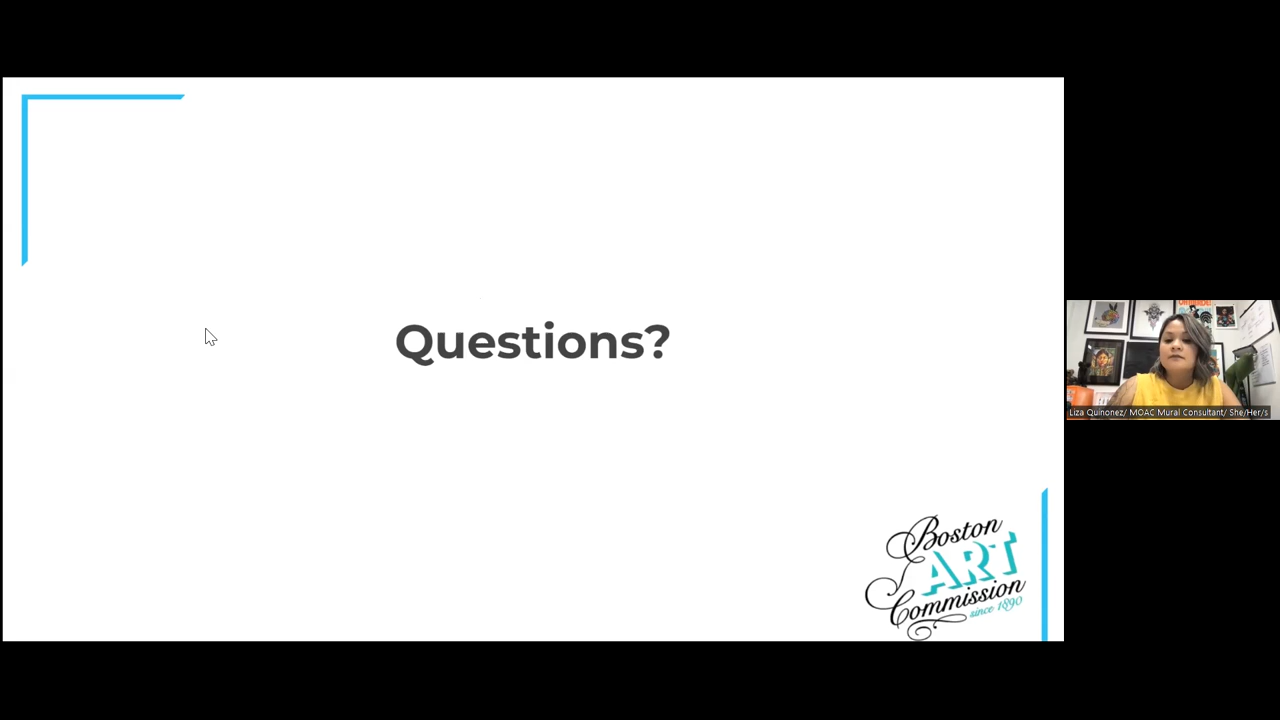 Questions?
Boston
ART
Commission
since 1890
Liza Quinonez/ MOAC Mural Consultant/ She/Her/s